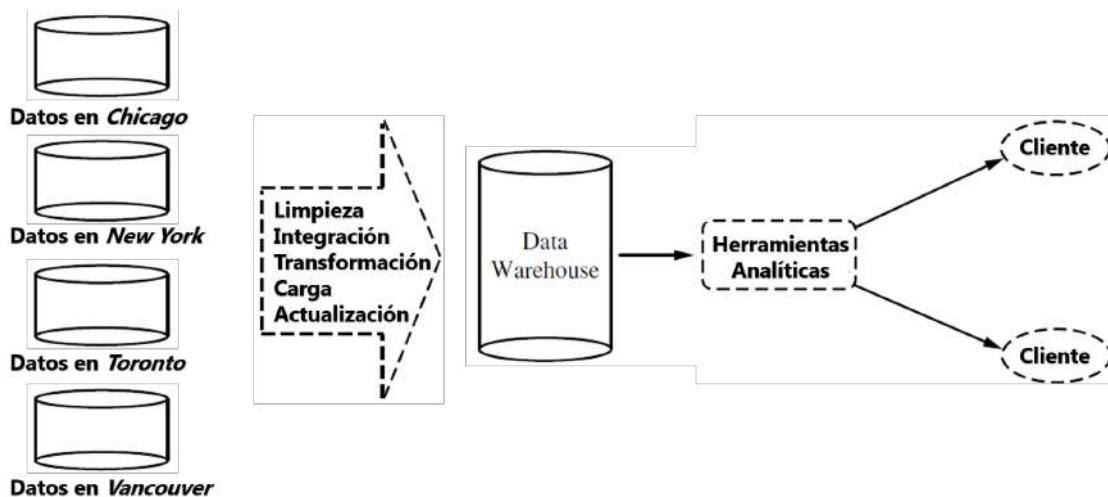 Datos en Chicago
Datos en New York
Datos en Toronto
Datos en Vancouver
Limpieza
Integración
Transformación
Carga
Actualización
Data
Warehouse
Herramientas
Analíticas
Cliente
Cliente